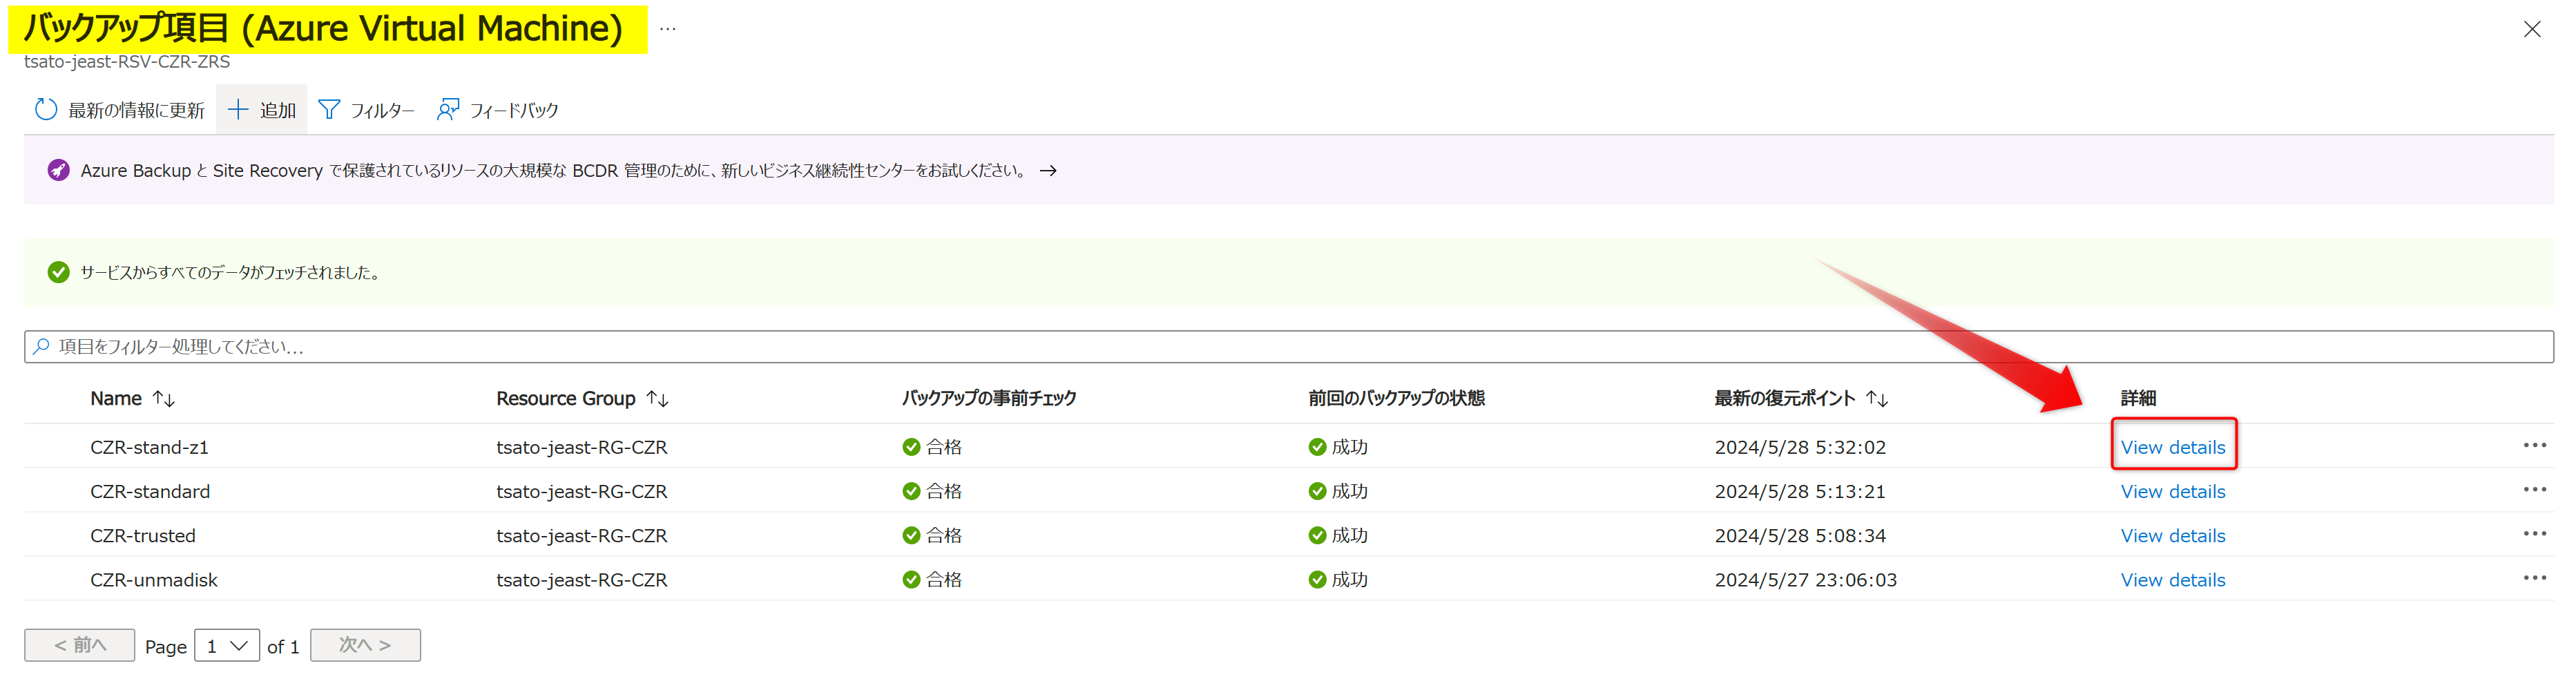 バックアップ項目 (Azure Virtual Machine) …
tsato-jeast-RSV-CZR-ZRS
最新の情報に更新 追加 フィルター フィードバック
Azure Backup と Site Recovery で保護されているリソースの大規模な BCDR 管理のために、新しいビジネス継続性センターをお試しください。 →
サービスからすべてのデータがフェッチされました。
項目をフィルター処理してください...
Name ↑↓ Resource Group ↑↓ バックアップの事前チェック 前回のバックアップの状態 最新の復元ポイント ↑↓ 詳細
CZR-stand-z1 tsato-jeast-RG-CZR 合格 成功 2024/5/28 5:32:02 View details …
CZR-standard tsato-jeast-RG-CZR 合格 成功 2024/5/28 5:13:21 View details …
CZR-trusted tsato-jeast-RG-CZR 合格 成功 2024/5/28 5:08:34 View details …
CZR-unmadisk tsato-jeast-RG-CZR 合格 成功 2024/5/27 23:06:03 View details …
< 前へ Page 1 of 1 次へ >